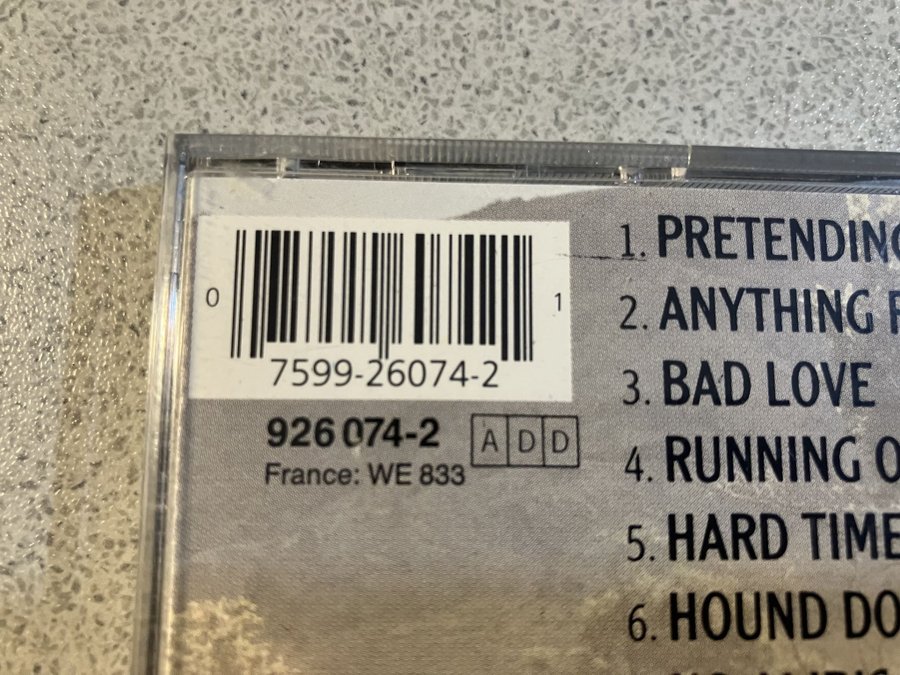 0 1
7599-26074-2
926 074-2 ADD
France: WE 833
1. PRETENDING
2. ANYTHING
3. BAD LOVE
4. RUNNING
5. HARD TIME
6. HOUND